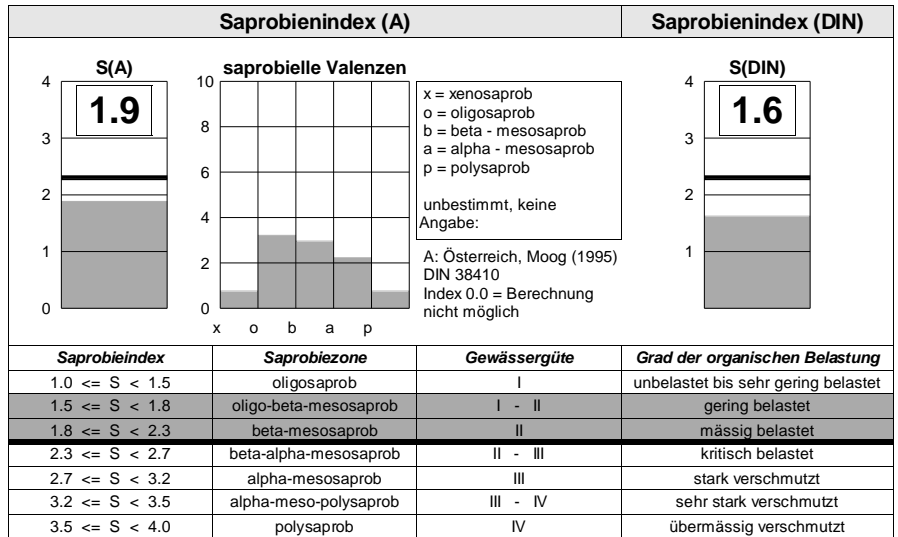 Saprobienindex (A)
Saprobienindex (DIN)
S(A)
4
3
2
1
0
1.9
saprobielle Valenzen
10
8
6
4
2
0
x o b a p
x = xenosaprob
o = oligosaprob
b = beta - mesosaprob
a = alpha - mesosaprob
p = polysaprob
unbestimmt, keine
Angabe:
A: Österreich, Moog (1995)
DIN 38410
Index 0.0 = Berechnung
nicht möglich
S(DIN)
4
3
2
1
1.6
Saprobieindex Saprobiezone Gewässergüte Grad der organischen Belastung
1.0 <= S < 1.5 oligosaprob I unbelastet bis sehr gering belastet
1.5 <= S < 1.8 oligo-beta-mesosaprob I - II gering belastet
1.8 <= S < 2.3 beta-mesosaprob II mässig belastet
2.3 <= S < 2.7 beta-alpha-mesosaprob II - III kritisch belastet
2.7 <= S < 3.2 alpha-mesosaprob III stark verschmutzt
3.2 <= S < 3.5 alpha-meso-polysaprob III - IV sehr stark verschmutzt
3.5 <= S < 4.0 polysaprob IV übermässig verschmutzt